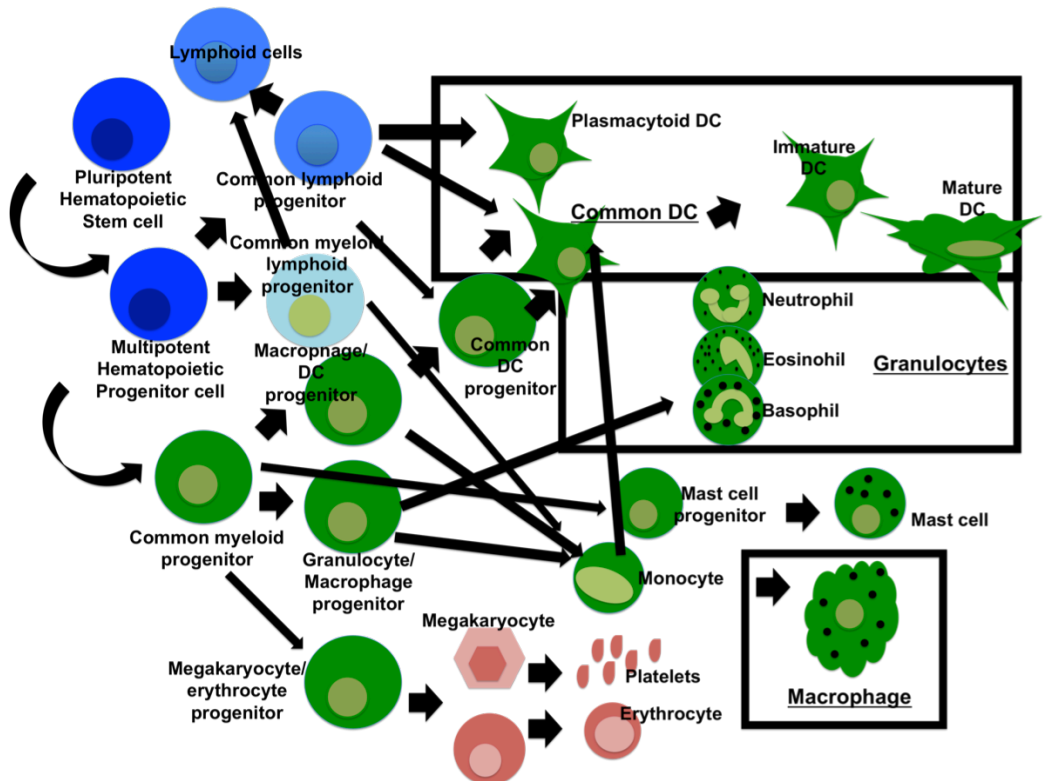 Lymphoid cells
Pluripotent
Hematopoietic
Stem cell
Common lymphoid
progenitor
Plasmacytoid DC
Immature
DC
Mature
DC
Common DC
Common myeloid
lymphoid
progenitor
Multipotent
Hematopoietic
Progenitor cell
Macrophage/
DC
progenitor
Common DC
progenitor
Neutrophil
Eosinohil
Basophil
Granulocytes
Common myeloid
progenitor
Granulocyte/
Macrophage
progenitor
Mast cell
progenitor
Mast cell
Monocyte
Macrophage
Megakaryocyte/
erythrocyte
progenitor
Megakaryocyte
Platelets
Erythrocyte